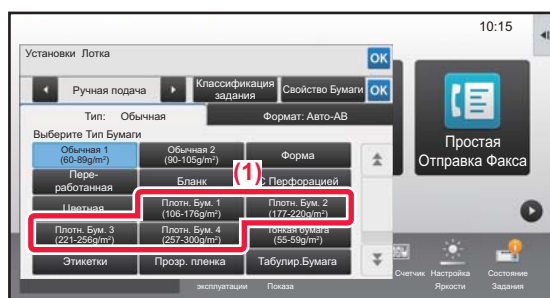 10:15
Установки Лотка
OK
Ручная подача
Классификация
задания
Свойство Бумаги
OK
Тип: Обычная
Формат: Авто-AB
Выберите Тип Бумаги
Обычная 1
(60-89g/m²)
Обычная 2
(90-105g/m²)
Форма
Пере-
работанная
Бланк
(1)
С Перфорацией
Цветная
Плотн. Бум. 1
(106-176g/m²)
Плотн. Бум. 2
(177-220g/m²)
Плотн. Бум. 3
(221-256g/m²)
Плотн. Бум. 4
(257-300g/m²)
Тонкая бумага
(55-59g/m²)
Этикетки
Прозр. пленка
Табулир.Бумага
Простая
Отправка Факса
эксплуатации
Показа
Счетчик
Настройка
Яркости
Состояние
Задания